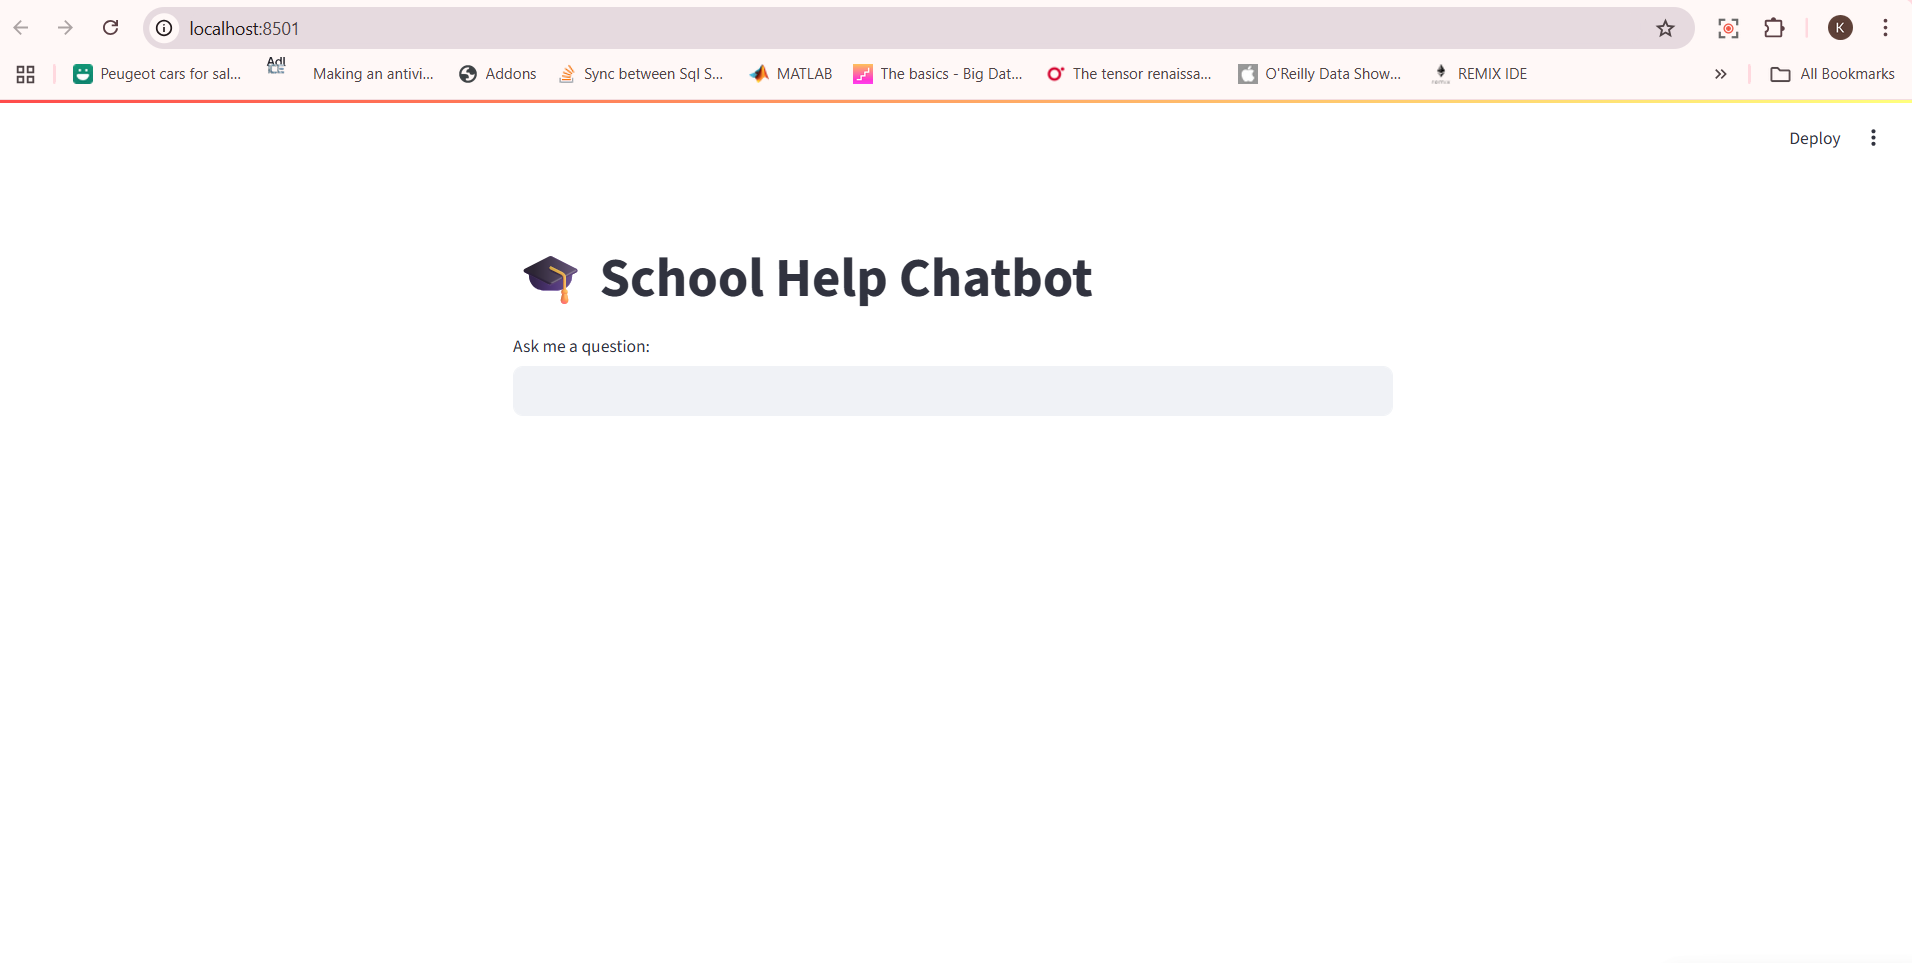 localhost:8501
K
Peugeot cars for sal... Making an antivi... Addons Sync between Sql S... MATLAB The basics - Big Dat... The tensor renaissa... O'Reilly Data Show... REMIX IDE All Bookmarks
Deploy
School Help Chatbot
Ask me a question: